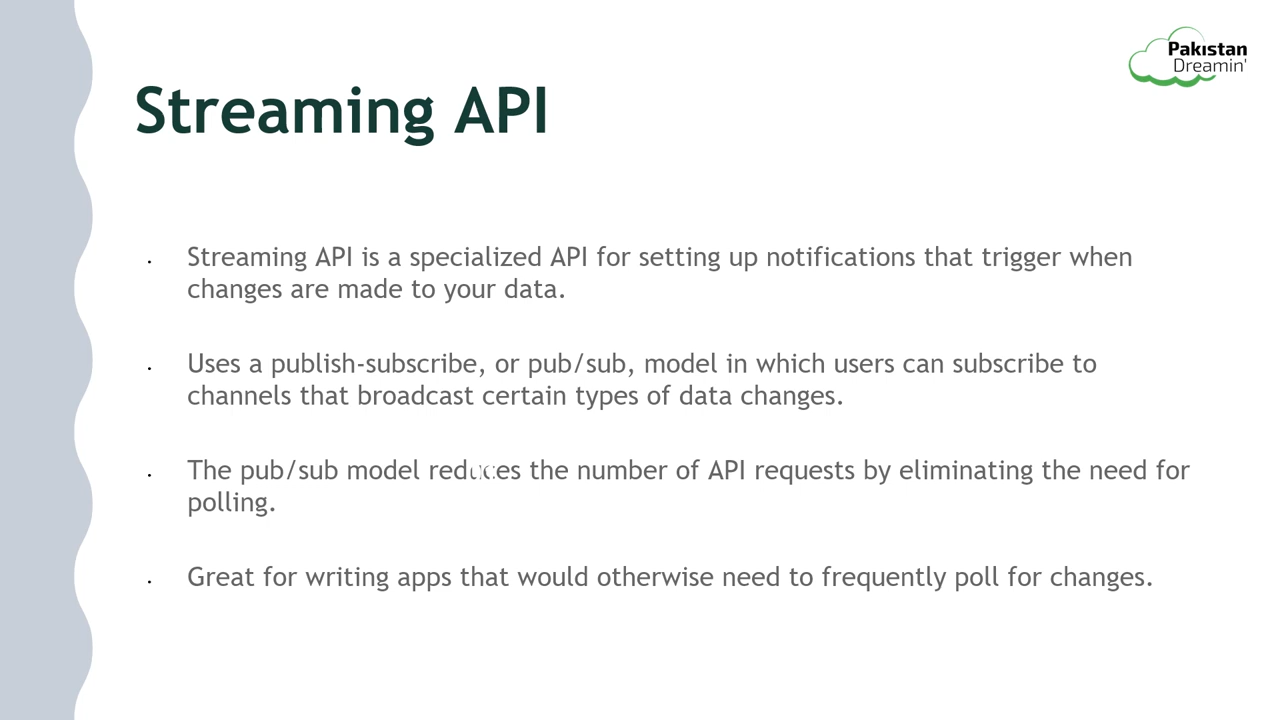 Pakistan
Dreamin'
Streaming API
Streaming API is a specialized API for setting up notifications that trigger when
changes are made to your data.
Uses a publish-subscribe, or pub/sub, model in which users can subscribe to
channels that broadcast certain types of data changes.
The pub/sub model reduces the number of API requests by eliminating the need for
polling.
Great for writing apps that would otherwise need to frequently poll for changes.